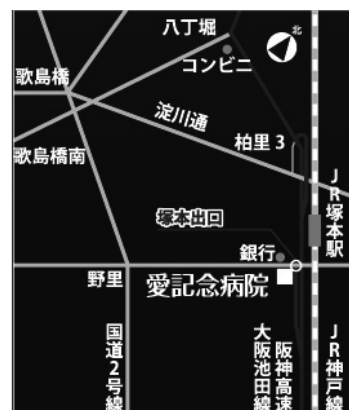 八丁堀
北
コンビニ
歌島橋
淀川通
柏里3
歌島橋南
JR塚本駅
塚本出口
銀行
野里
愛記念病院
国道2号線
大阪池田線
阪神高速
JR神戸線